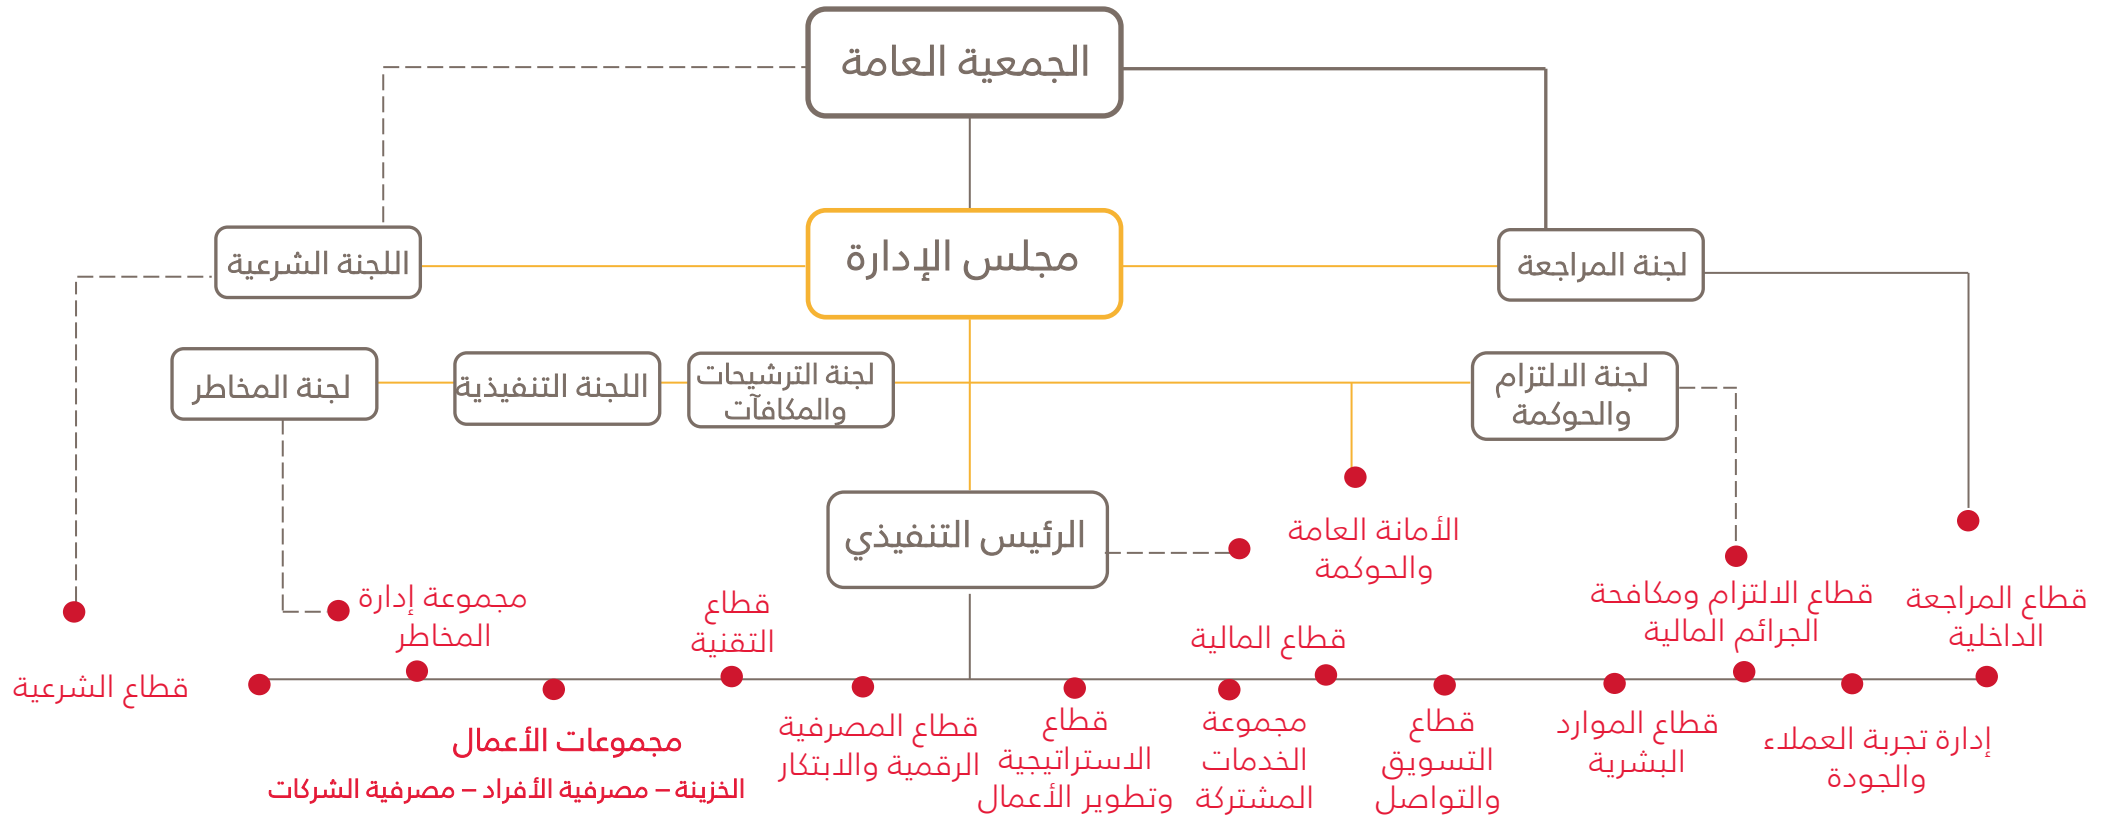 الجمعية العامة
مجلس الإدارة
لجنة المراجعة
اللجنة الشرعية
لجنة الالتزام
والحوكمة
لجنة الترشيحات
والمكافآت
اللجنة التنفيذية
لجنة المخاطر
الرئيس التنفيذي
الأمانة العامة
والحوكمة
قطاع المراجعة
الداخلية
قطاع الالتزام ومكافحة
الجرائم المالية
قطاع المالية
قطاع
التقنية
مجموعة إدارة
المخاطر
قطاع الشرعية
إدارة تجربة العملاء
والجودة
قطاع الموارد
البشرية
قطاع
التسويق
والتواصل
مجموعة
الخدمات
المشتركة
قطاع
الاستراتيجية
وتطوير الأعمال
قطاع المصرفية
الرقمية والابتكار
مجموعات الأعمال
الخزينة – مصرفية الأفراد – مصرفية الشركات